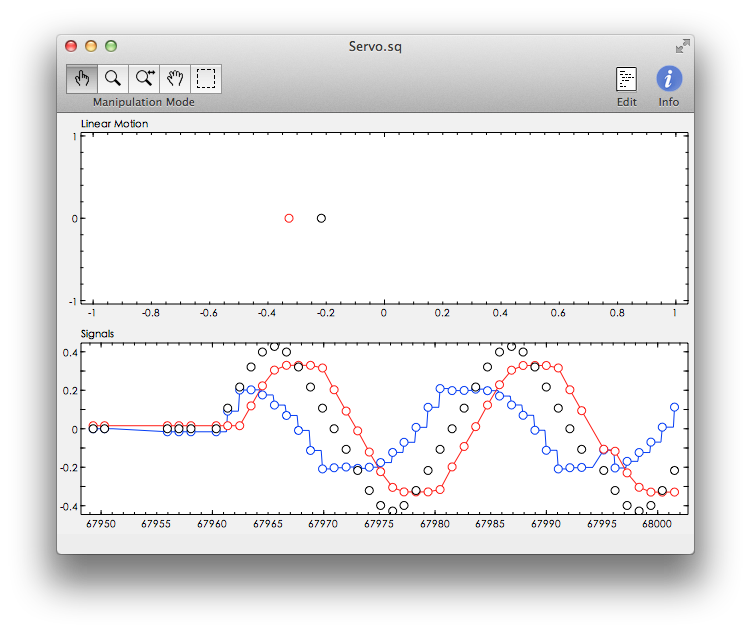 Servo.sq
Manipulation Mode
Edit
Info
Linear Motion
1
0
-1
-1 -0.8 -0.6 -0.4 -0.2 0 0.2 0.4 0.6 0.8 1
Signals
0.4
0.2
0
-0.2
-0.4
67950 67955 67960 67965 67970 67975 67980 67985 67990 67995 68000